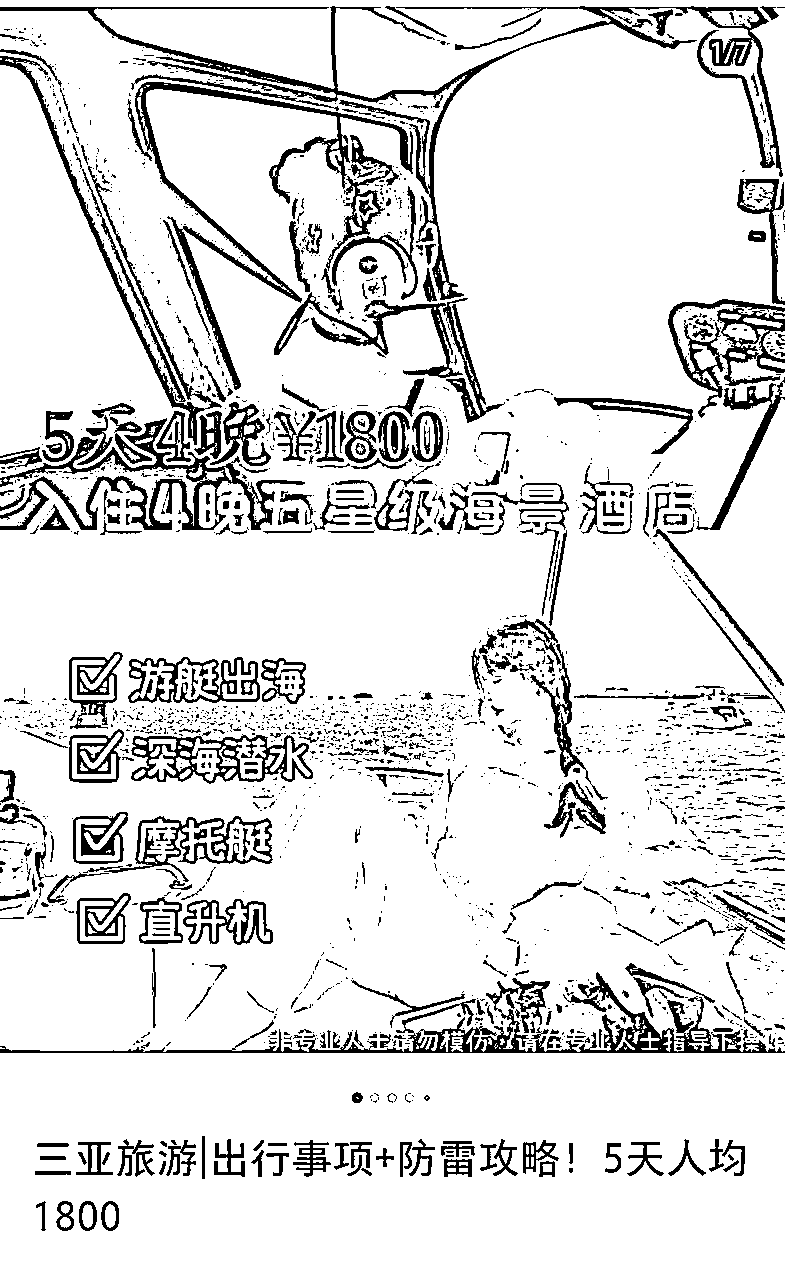 1/7
5天4晚¥1800
入住4晚五星级海景酒店
游艇出海
深海潜水
摩托艇
直升机
非专业人士请勿模仿,请在专业人士指导下操作
三亚旅游|出行事项+防雷攻略！5天人均
1800